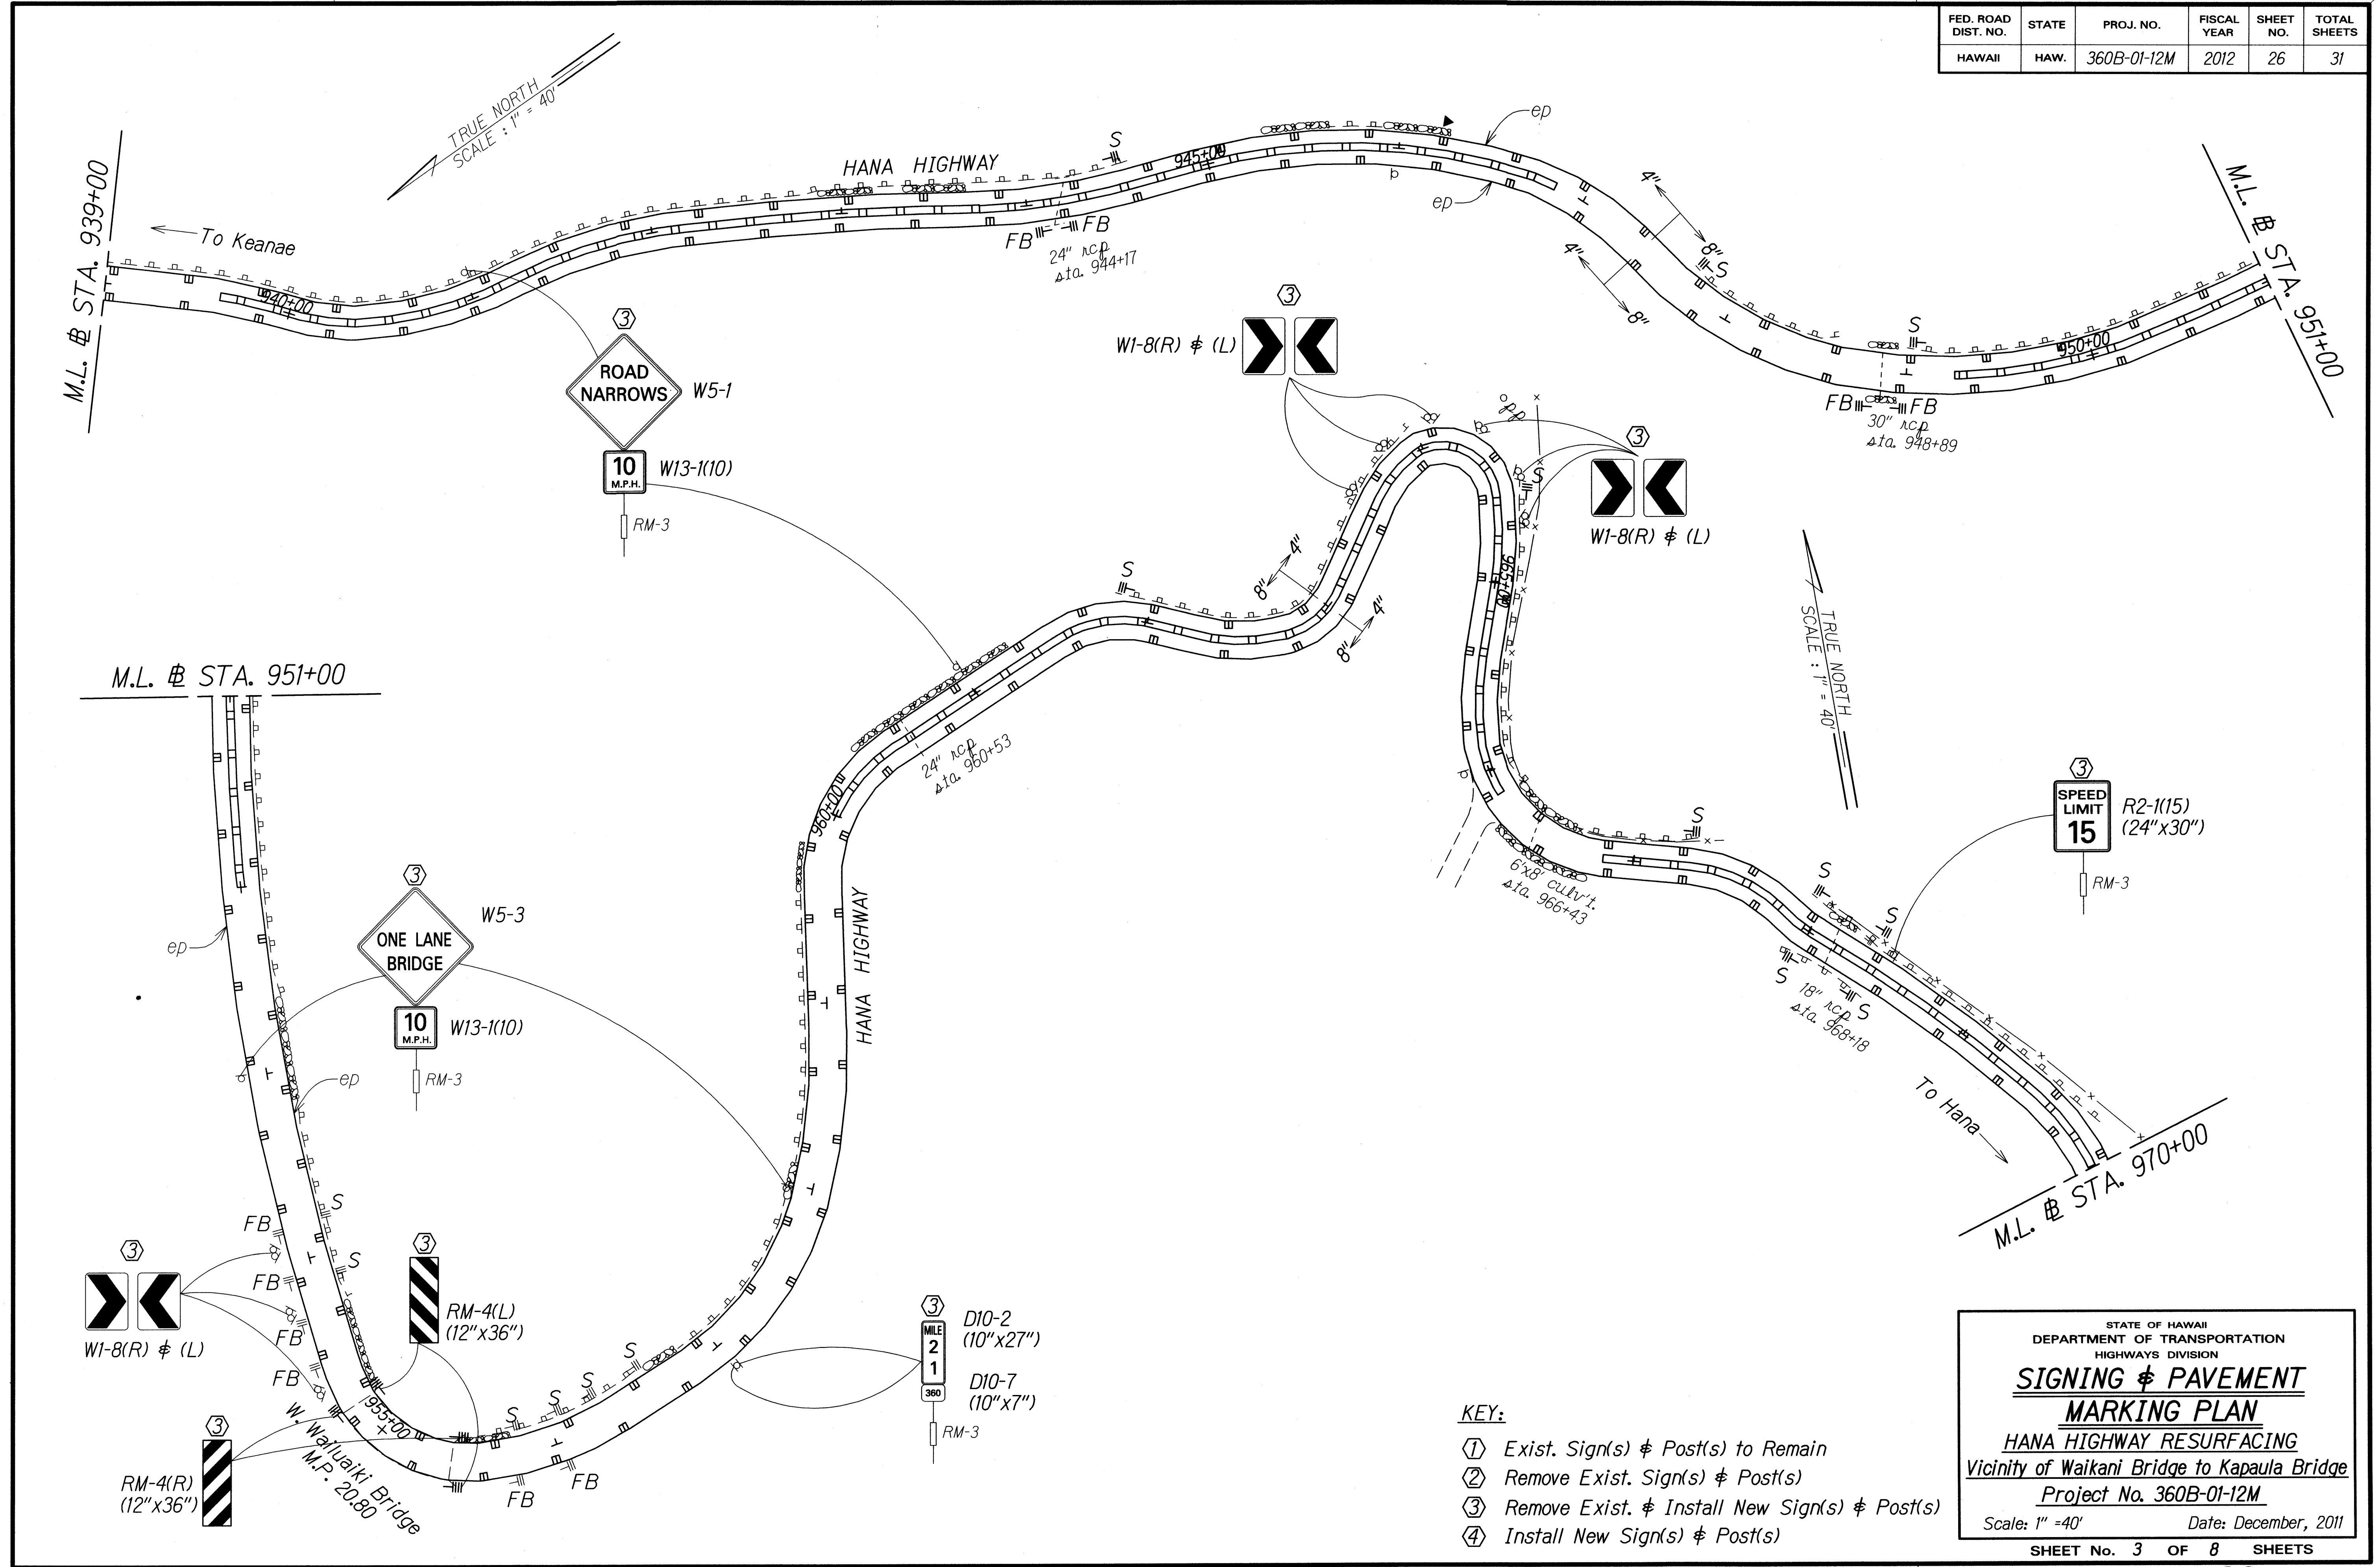 FED. ROAD DIST. NO. STATE PROJ. NO. FISCAL YEAR SHEET NO. TOTAL SHEETS
HAWAII HAW. 360B-01-12M 2012 26 31
TRUE NORTH
SCALE : 1" = 40'
M.L. BL STA. 939+00
To Keanae
940+00
HANA HIGHWAY
S
945+00
ep
ep
FB
FB
24" rcp
sta. 944+17
4"
8"
4"
8"
S
S
950+00
M.L. BL STA. 951+00
FB
FB
30" rcp
sta. 948+89
3
ROAD
NARROWS
W5-1
10
M.P.H.
W13-1(10)
RM-3
3
W1-8(R) & (L)
opp
3
S
W1-8(R) & (L)
965+00
S
4"
8"
4"
8"
TRUE NORTH
SCALE : 1" = 40'
M.L. BL STA. 951+00
24" rcp
sta. 960+53
960+00
HANA HIGHWAY
3
SPEED
LIMIT
15
R2-1(15)
(24"x30")
RM-3
S
6'x8' culv't.
sta. 966+43
S
S
S
S
18" rcp
sta. 968+18
To Hana
M.L. BL STA. 970+00
ep
3
ONE LANE
BRIDGE
W5-3
10
M.P.H.
W13-1(10)
RM-3
ep
S
FB
S
FB
FB
FB
3
W1-8(R) & (L)
3
RM-4(L)
(12"x36")
3
RM-4(R)
(12"x36")
955+00
W. Wailuaiki Bridge
M.P. 20.80
S
S
S
S
FB
FB
3
MILE
2
1
360
D10-2
(10"x27")
D10-7
(10"x7")
RM-3
KEY:
1 Exist. Sign(s) & Post(s) to Remain
2 Remove Exist. Sign(s) & Post(s)
3 Remove Exist. & Install New Sign(s) & Post(s)
4 Install New Sign(s) & Post(s)
STATE OF HAWAII
DEPARTMENT OF TRANSPORTATION
HIGHWAYS DIVISION
SIGNING & PAVEMENT
MARKING PLAN
HANA HIGHWAY RESURFACING
Vicinity of Waikani Bridge to Kapaula Bridge
Project No. 360B-01-12M
Scale: 1" =40' Date: December, 2011
SHEET No. 3 OF 8 SHEETS